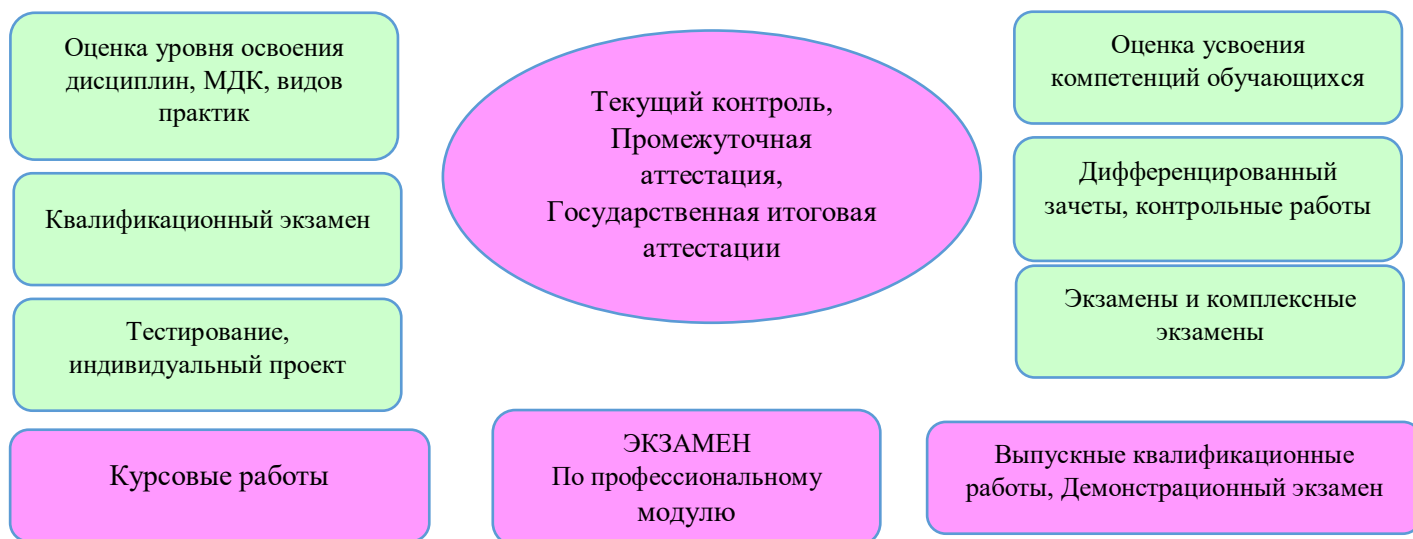 Оценка уровня освоения
дисциплин, МДК, видов
практик
Квалификационный экзамен
Тестирование,
индивидуальный проект
Курсовые работы
Текущий контроль,
Промежуточная
аттестация,
Государственная итоговая
аттестации
ЭКЗАМЕН
По профессиональному
модулю
Оценка усвоения
компетенций обучающихся
Дифференцированный
зачеты, контрольные работы
Экзамены и комплексные
экзамены
Выпускные квалификационные
работы, Демонстрационный экзамен